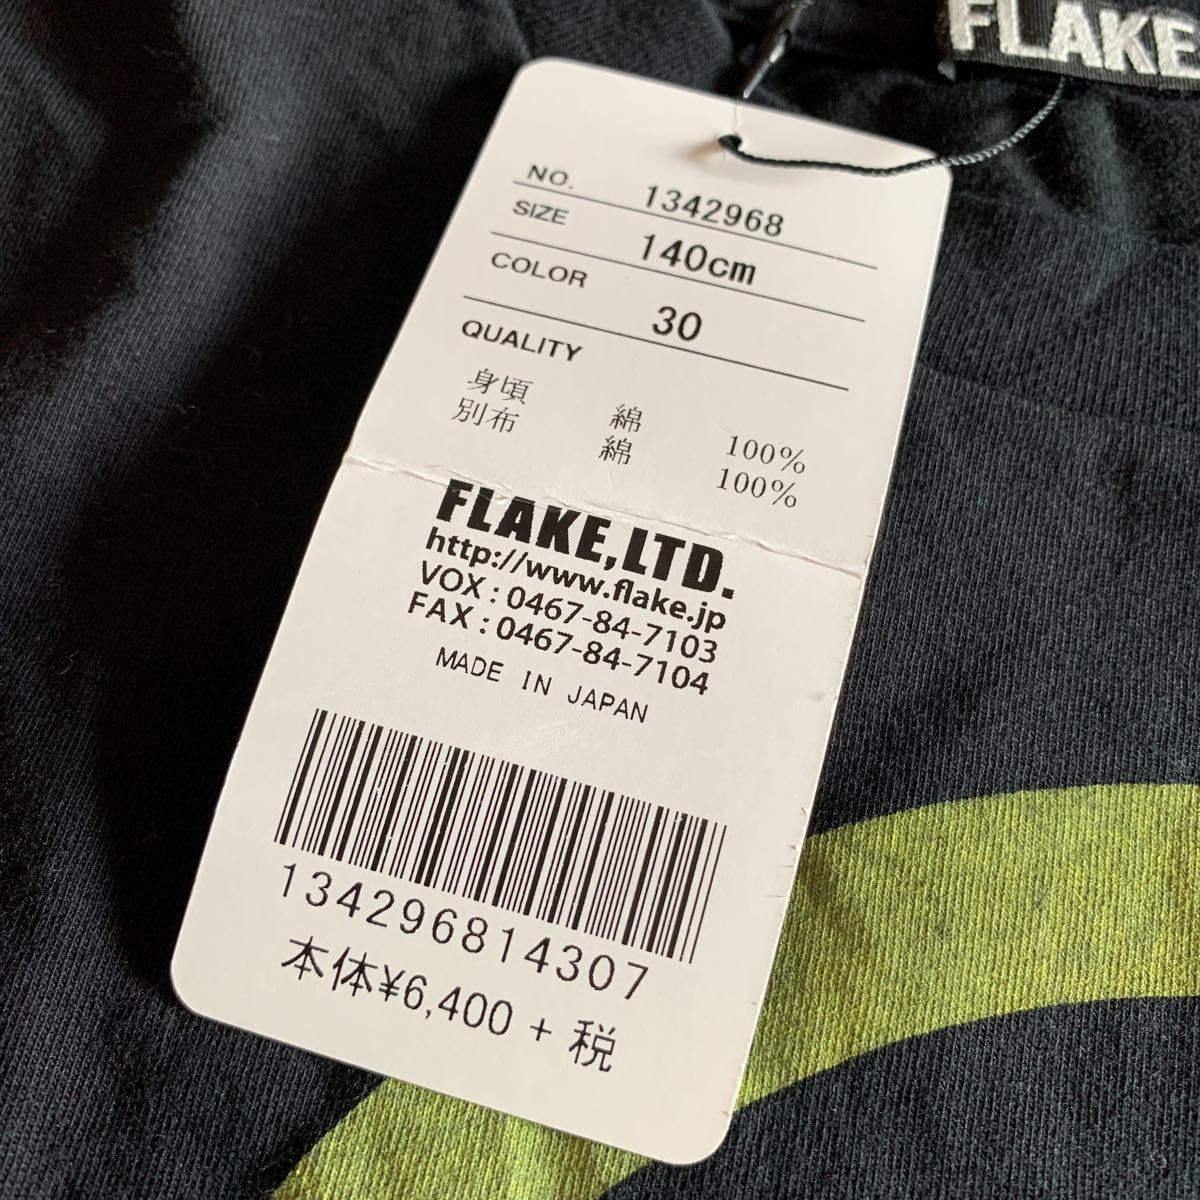 FLAKE
NO. 1342968
SIZE 140cm
COLOR 30
QUALITY
身頃 綿 100%
別布 綿 100%
FLAKE,LTD.
http://www.flake.jp
VOX : 0467-84-7103
FAX : 0467-84-7104
MADE IN JAPAN
134296814307
本体¥6,400 + 税